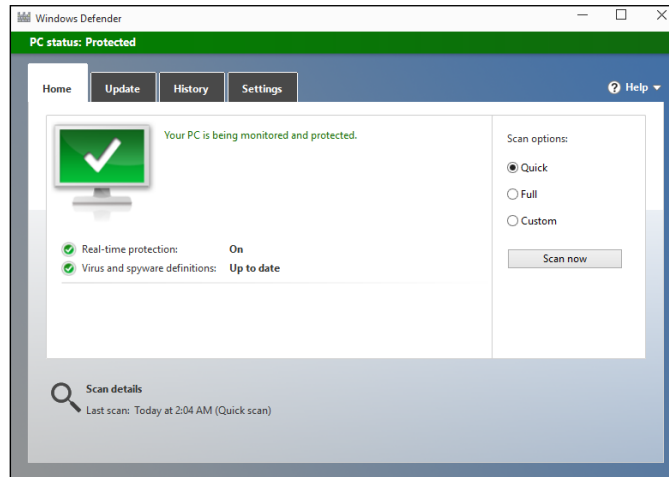 Windows Defender
PC status: Protected
Home Update History Settings Help
Your PC is being monitored and protected.
Scan options:
Quick
Full
Custom
Scan now
Real-time protection: On
Virus and spyware definitions: Up to date
Scan details
Last scan: Today at 2:04 AM (Quick scan)